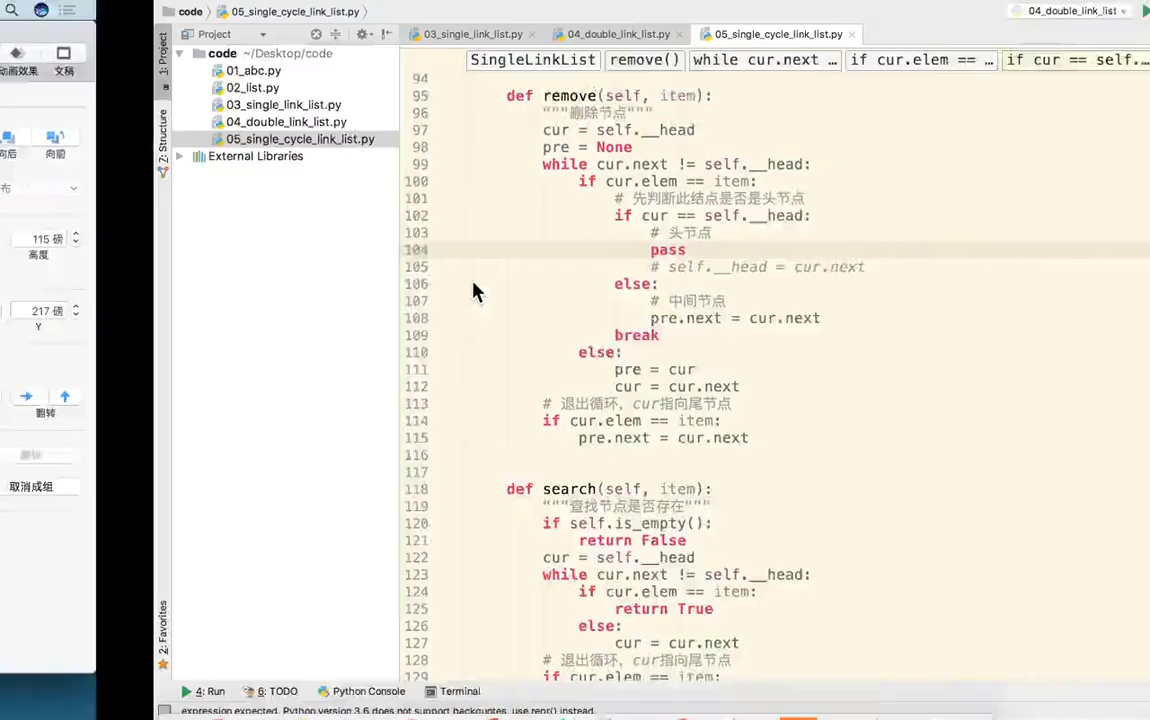 code
05_single_cycle_link_list.py
04_double_link_list
Project
03_single_link_list.py
04_double_link_list.py
05_single_cycle_link_list.py
1: Project
7: Structure
2: Favorites
code ~/Desktop/code
01_abc.py
02_list.py
03_single_link_list.py
04_double_link_list.py
05_single_cycle_link_list.py
External Libraries
动画效果
文稿
向后
向前
布
115 磅
高度
217 磅
Y
翻转
取消成组
SingleLinkList
remove()
while cur.next …
if cur.elem == …
if cur == self.…
94
95 def remove(self, item):
96 """删除节点"""
97 cur = self.__head
98 pre = None
99 while cur.next != self.__head:
100 if cur.elem == item:
101 # 先判断此结点是否是头节点
102 if cur == self.__head:
103 # 头节点
104 pass
105 # self.__head = cur.next
106 else:
107 # 中间节点
108 pre.next = cur.next
109 break
110 else:
111 pre = cur
112 cur = cur.next
113 # 退出循环，cur指向尾节点
114 if cur.elem == item:
115 pre.next = cur.next
116
117
118 def search(self, item):
119 """查找节点是否存在"""
120 if self.is_empty():
121 return False
122 cur = self.__head
123 while cur.next != self.__head:
124 if cur.elem == item:
125 return True
126 else:
127 cur = cur.next
128 # 退出循环，cur指向尾节点
129 if cur.elem == item:
4: Run
6: TODO
Python Console
Terminal
expression expected. Python version 3.6 does not support backquotes, use repr() instead.